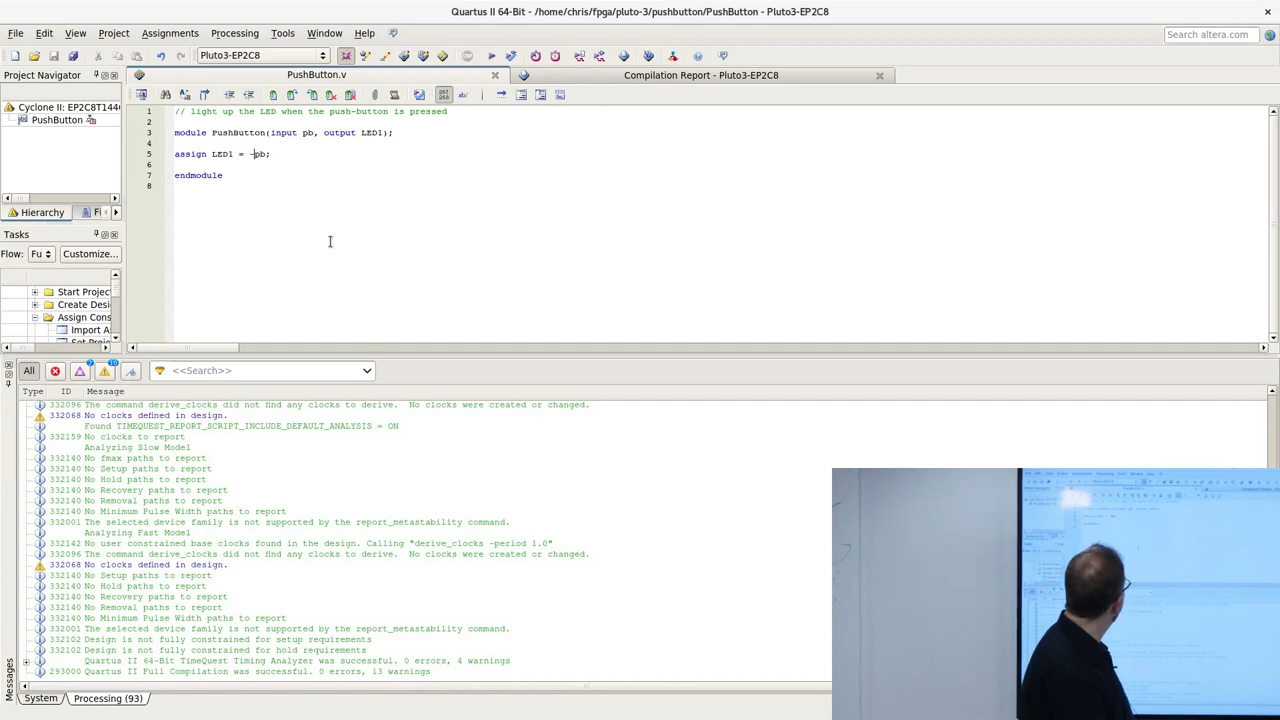 Quartus II 64-Bit - /home/chris/fpga/pluto-3/pushbutton/PushButton - Pluto3-EP2C8
File Edit View Project Assignments Processing Tools Window Help
Search altera.com
Pluto3-EP2C8
Project Navigator
PushButton.v
Compilation Report - Pluto3-EP2C8
Cyclone II: EP2C8T144
PushButton
Hierarchy
Fi
Tasks
Flow: Fu Customize...
Start Projec
Create Desi
Assign Cons
Import As
1 // light up the LED when the push-button is pressed
2
3 module PushButton(input pb, output LED1);
4
5 assign LED1 = ~pb;
6
7 endmodule
8
All
<<Search>>
Type ID Message
332096 The command derive_clocks did not find any clocks to derive. No clocks were created or changed.
332068 No clocks defined in design.
Found TIMEQUEST_REPORT_SCRIPT_INCLUDE_DEFAULT_ANALYSIS = ON
332159 No clocks to report
Analyzing Slow Model
332140 No fmax paths to report
332140 No Setup paths to report
332140 No Hold paths to report
332140 No Recovery paths to report
332140 No Removal paths to report
332140 No Minimum Pulse Width paths to report
332001 The selected device family is not supported by the report_metastability command.
Analyzing Fast Model
332142 No user constrained base clocks found in the design. Calling "derive_clocks -period 1.0"
332096 The command derive_clocks did not find any clocks to derive. No clocks were created or changed.
332068 No clocks defined in design.
332140 No Setup paths to report
332140 No Hold paths to report
332140 No Recovery paths to report
332140 No Removal paths to report
332140 No Minimum Pulse Width paths to report
332001 The selected device family is not supported by the report_metastability command.
332102 Design is not fully constrained for setup requirements
332102 Design is not fully constrained for hold requirements
Quartus II 64-Bit TimeQuest Timing Analyzer was successful. 0 errors, 4 warnings
293000 Quartus II Full Compilation was successful. 0 errors, 13 warnings
Messages
System Processing (93)